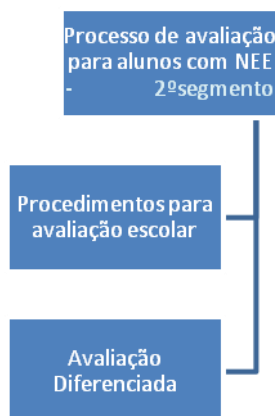 Processo de avaliação
para alunos com NEE
- 2ºsegmento
Procedimentos para
avaliação escolar
Avaliação
Diferenciada